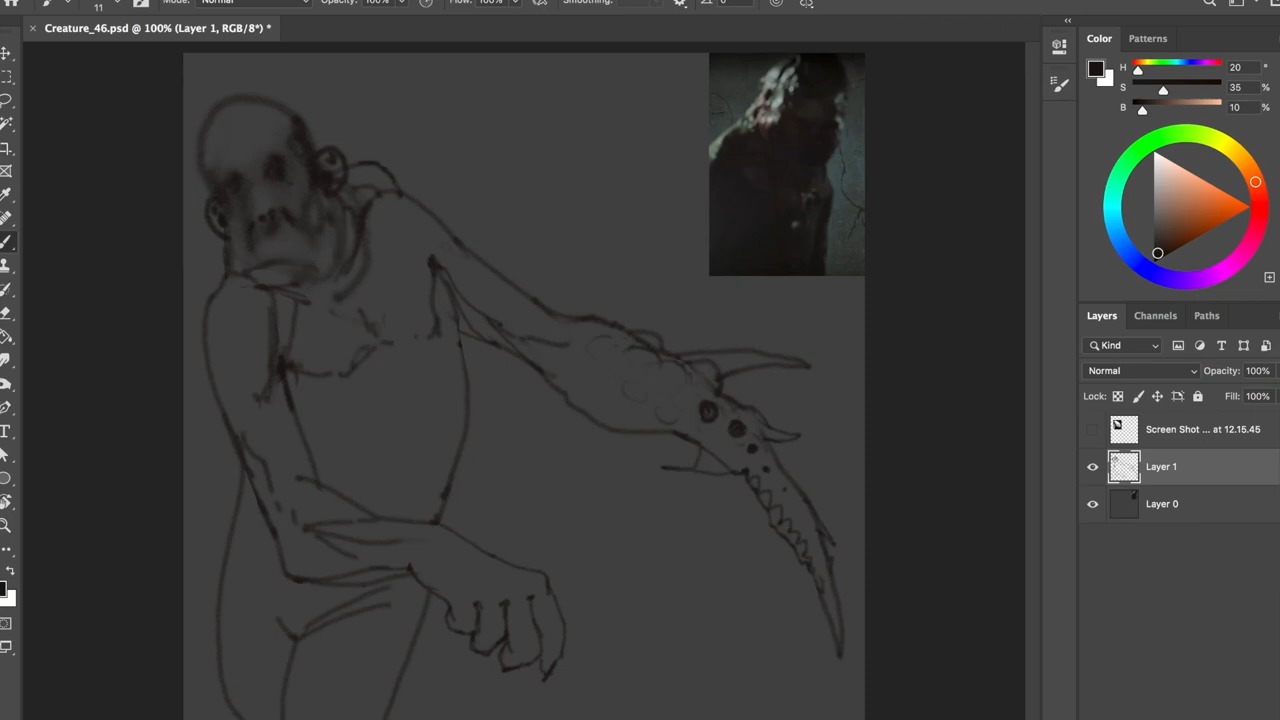 Mode: Normal Opacity: 100% Flow: 100% Smoothing: 0
× Creature_46.psd @ 100% (Layer 1, RGB/8*) *
11
Color Patterns
H 20 °
S 35 %
B 10 %
Layers Channels Paths
Kind
Normal Opacity: 100%
Lock: Fill: 100%
Screen Shot ... at 12.15.45
Layer 1
Layer 0